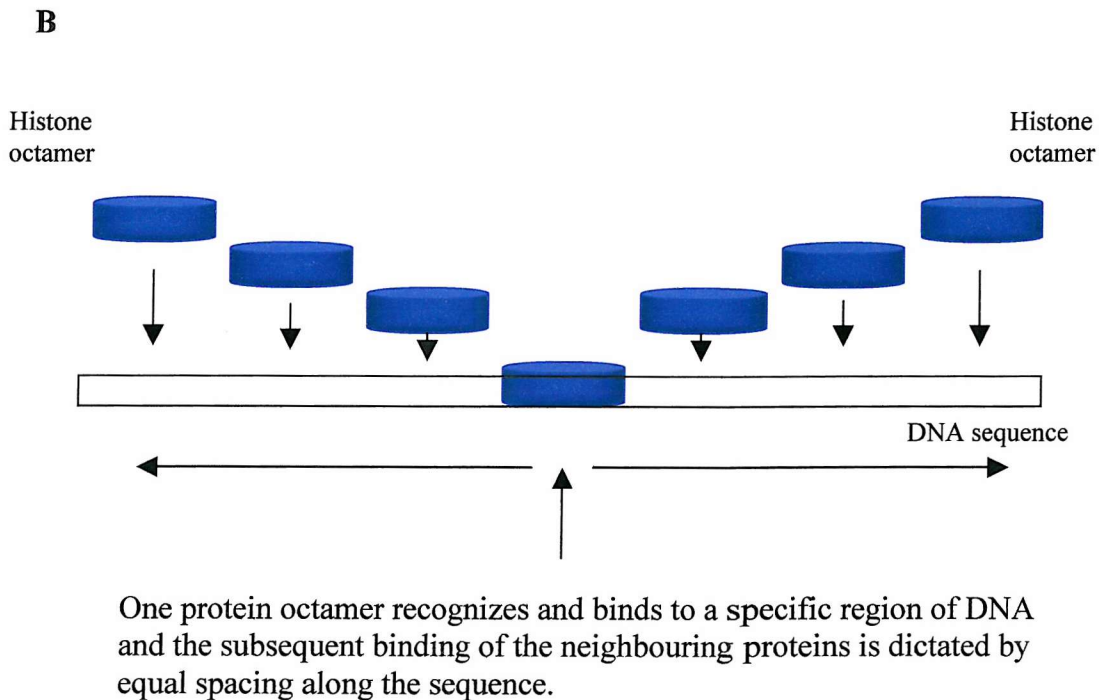 B
Histone
octamer
Histone
octamer
DNA sequence
One protein octamer recognizes and binds to a specific region of DNA
and the subsequent binding of the neighbouring proteins is dictated by
equal spacing along the sequence.